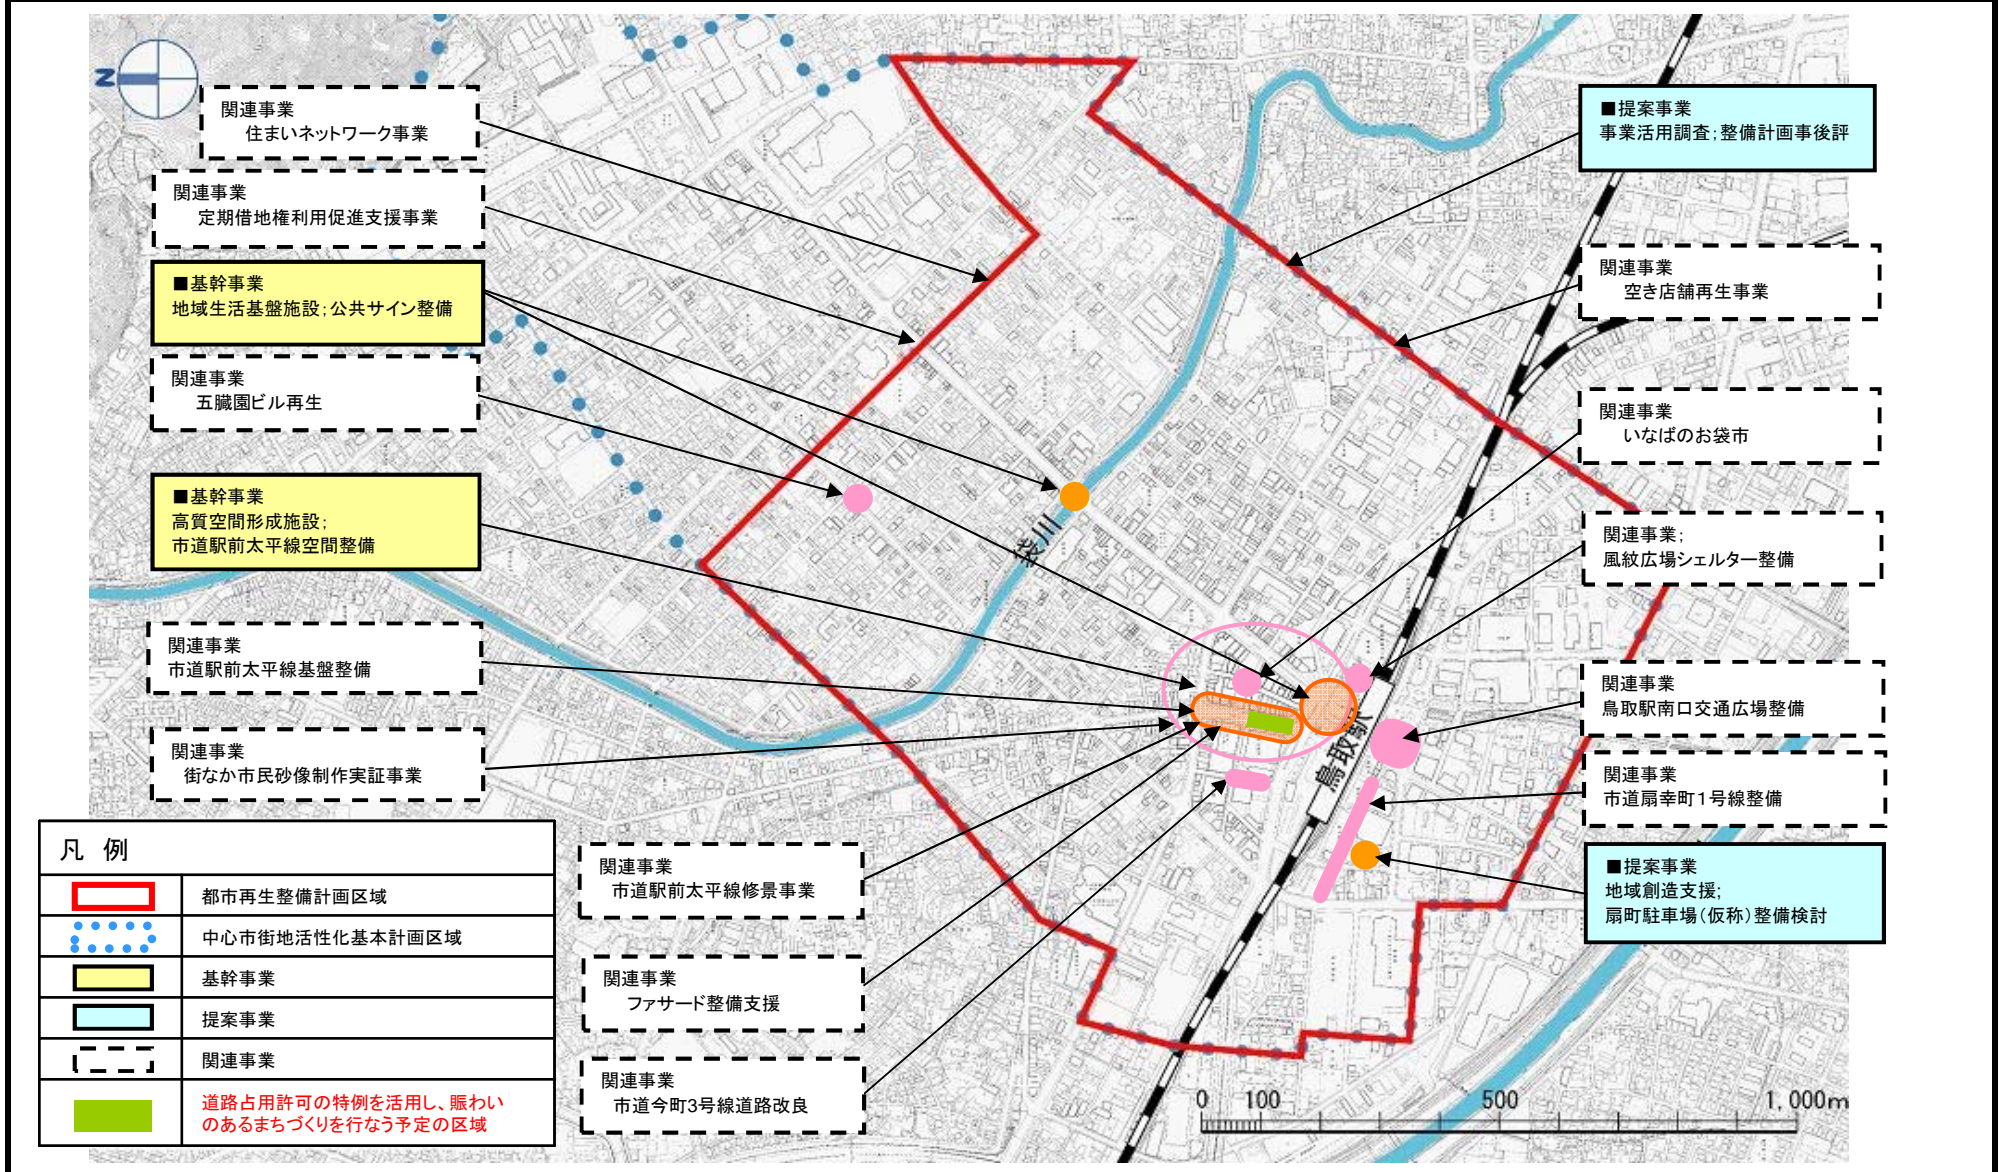 N
関連事業
住まいネットワーク事業
関連事業
定期借地権利用促進支援事業
■基幹事業
地域生活基盤施設;公共サイン整備
関連事業
五臓園ビル再生
■基幹事業
高質空間形成施設;
市道駅前太平線空間整備
関連事業
市道駅前太平線基盤整備
関連事業
街なか市民砂像制作実証事業
■提案事業
事業活用調査;整備計画事後評
関連事業
空き店舗再生事業
関連事業
いなばのお袋市
関連事業;
風紋広場シェルター整備
関連事業
鳥取駅南口交通広場整備
関連事業
市道扇幸町1号線整備
■提案事業
地域創造支援;
扇町駐車場(仮称)整備検討
袋川
鳥取駅
関連事業
市道駅前太平線修景事業
関連事業
ファサード整備支援
関連事業
市道今町3号線道路改良
凡 例
都市再生整備計画区域
中心市街地活性化基本計画区域
基幹事業
提案事業
関連事業
道路占用許可の特例を活用し、賑わい
のあるまちづくりを行なう予定の区域
0 100 500 1,000m